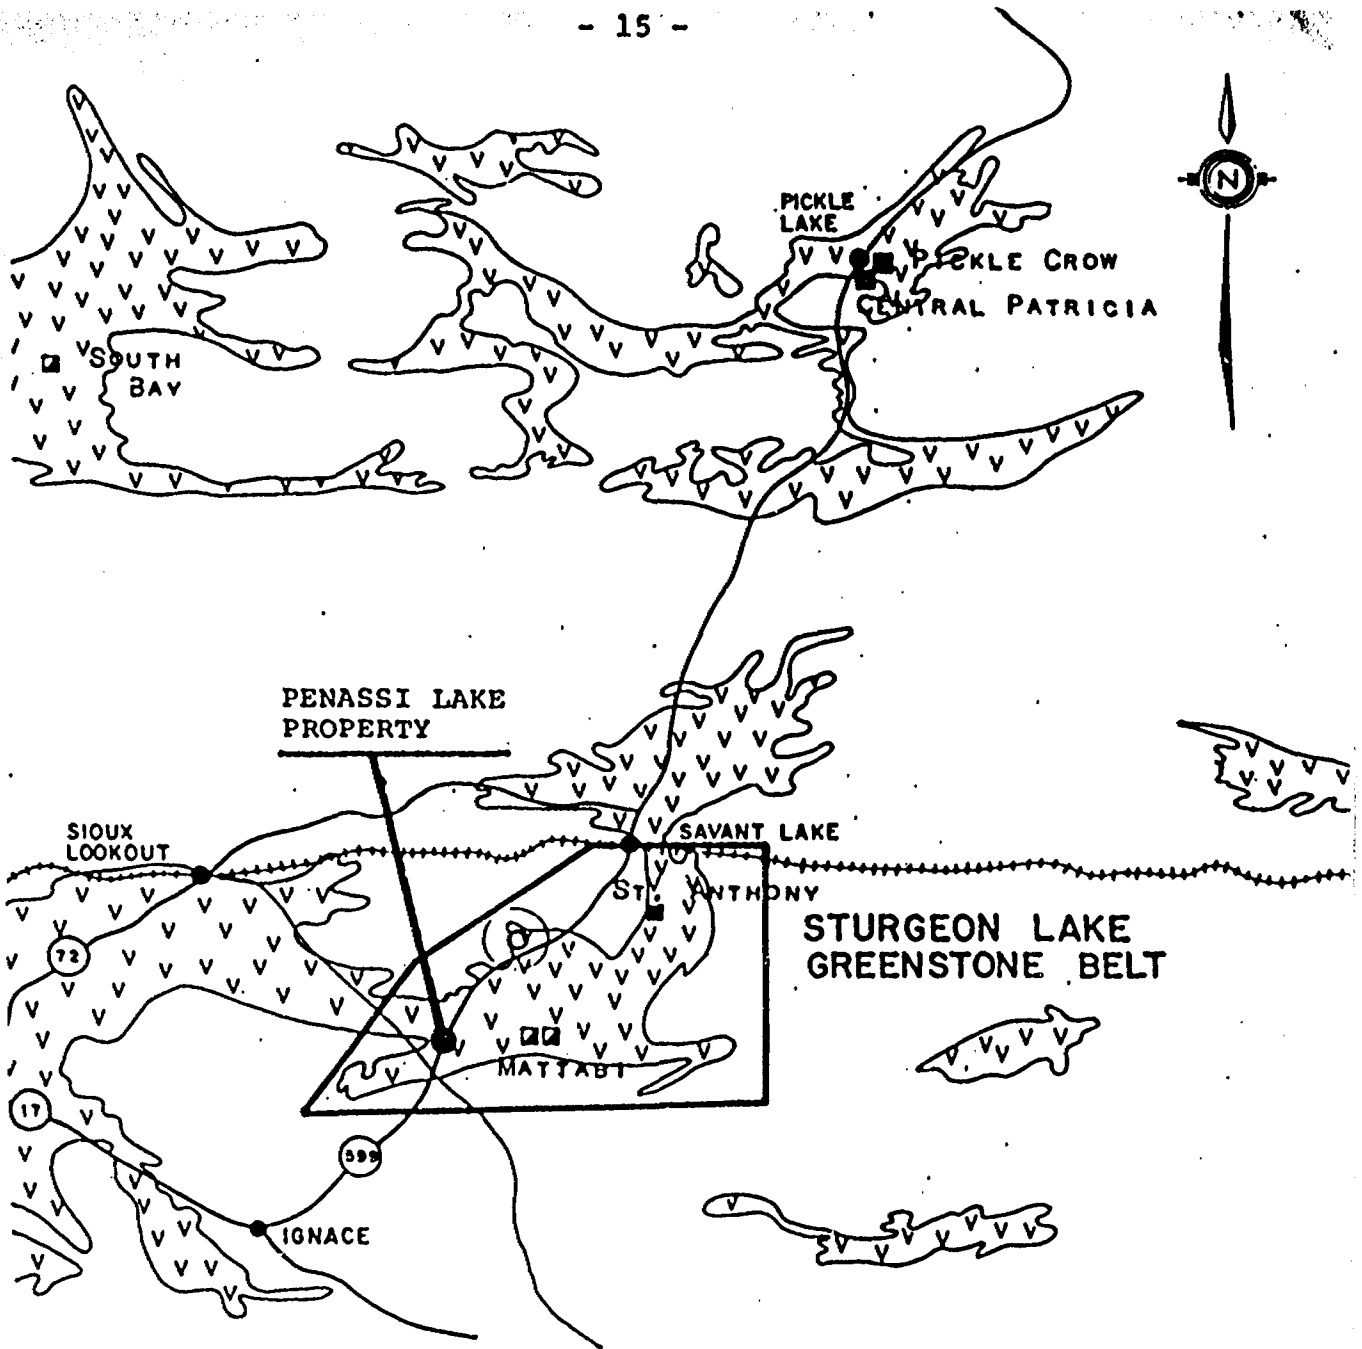 - 15 -
N
PICKLE
LAKE
PICKLE CROW
CENTRAL PATRICIA
SOUTH
BAY
PENASSI LAKE
PROPERTY
SIOUX
LOOKOUT
SAVANT LAKE
ST. ANTHONY
STURGEON LAKE
GREENSTONE BELT
72
MATTABI
17
599
IGNACE